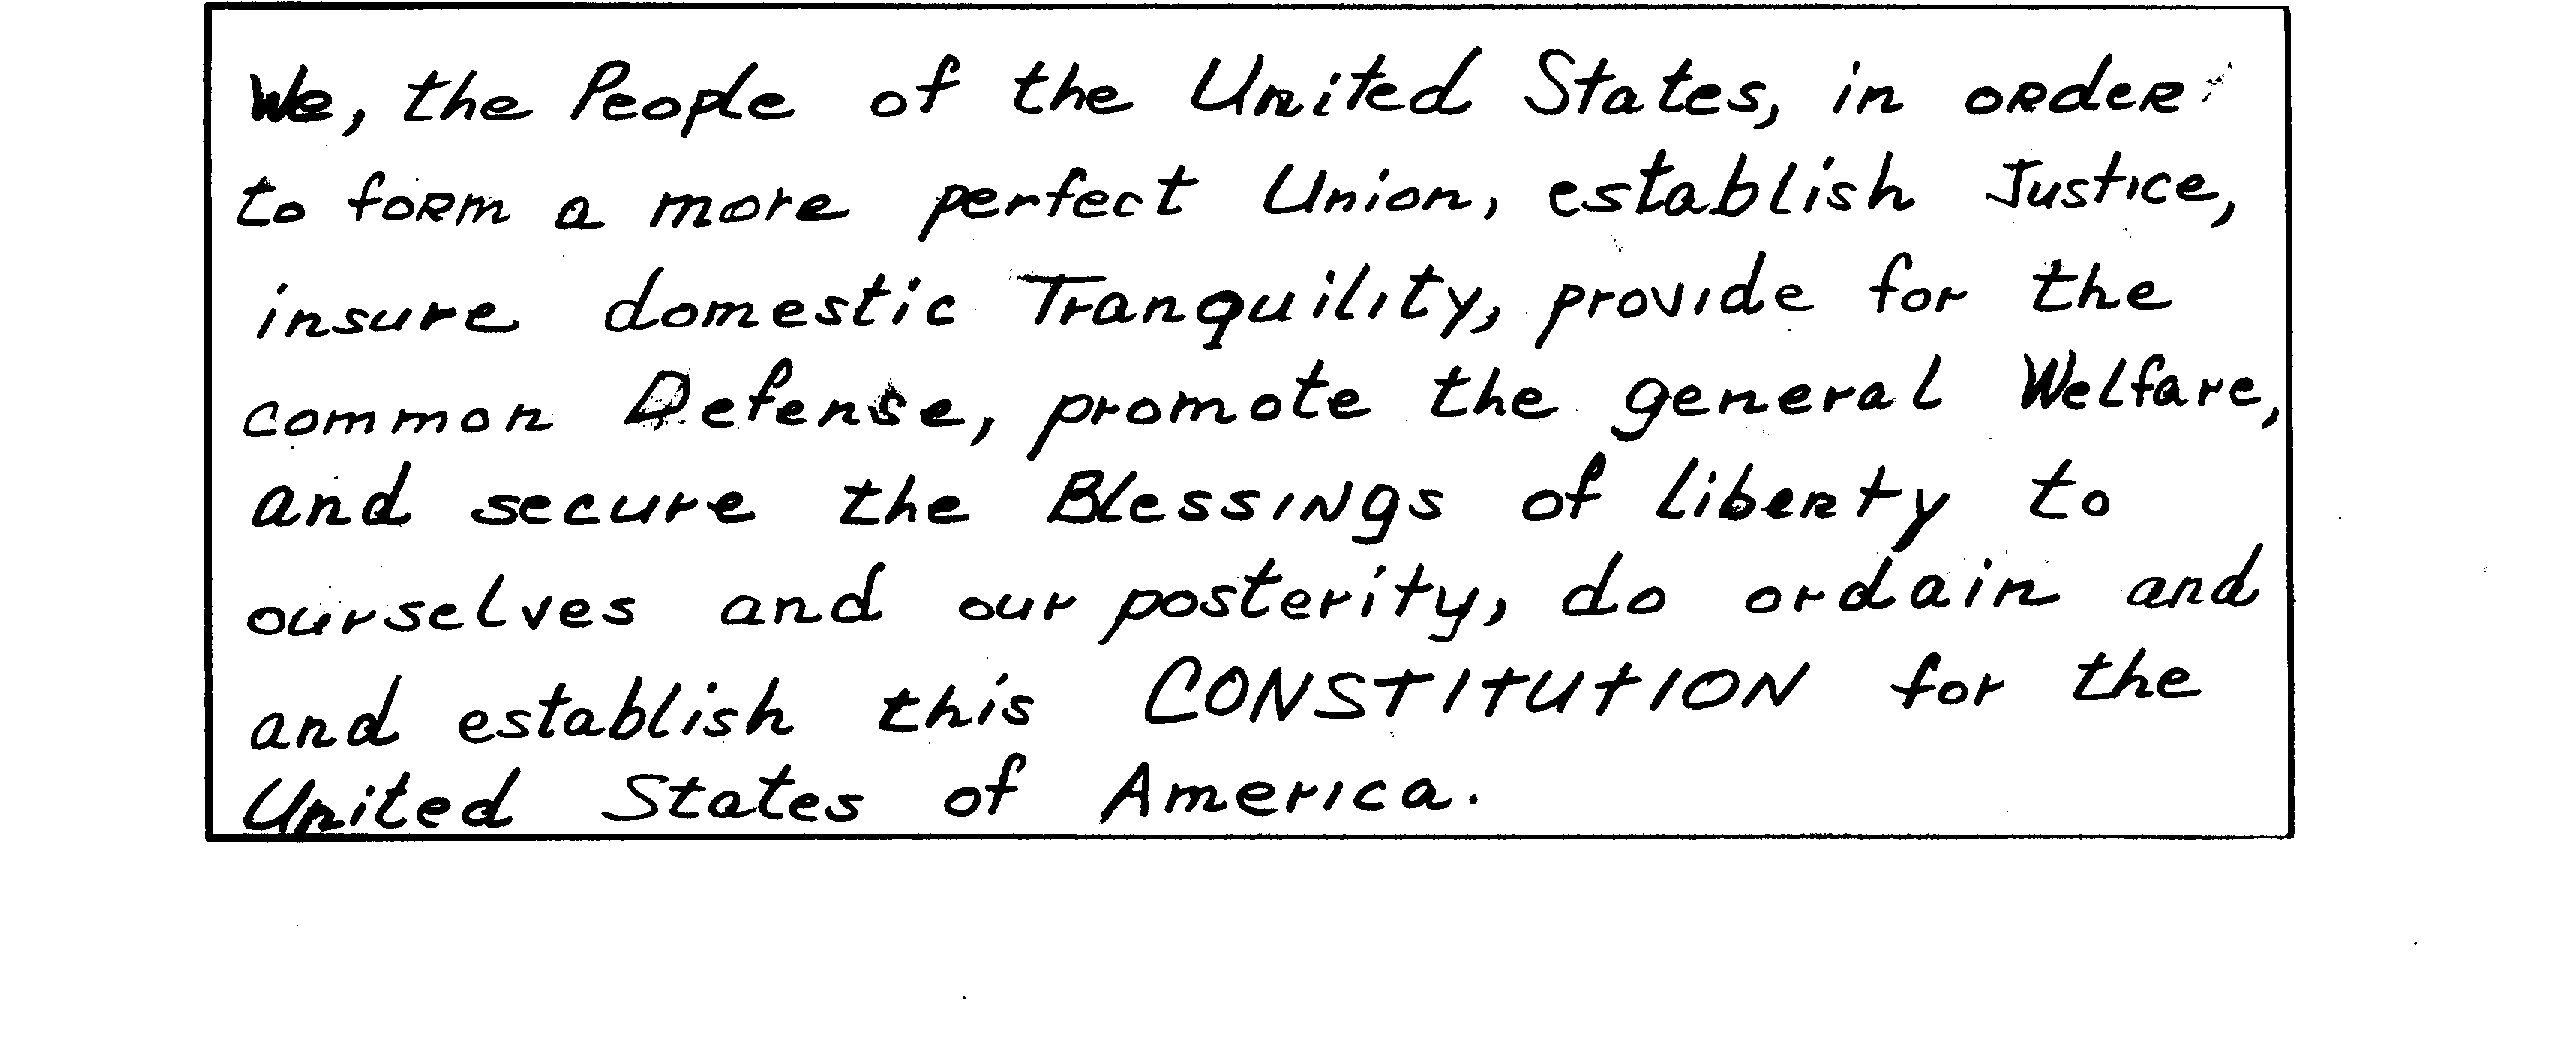 We, the People of the United States, in order
to form a more perfect Union, establish Justice,
insure domestic Tranquility, provide for the
common Defense, promote the general Welfare,
and secure the Blessings of liberty to
ourselves and our posterity, do ordain and
and establish this CONSTITUTION for the
United States of America.